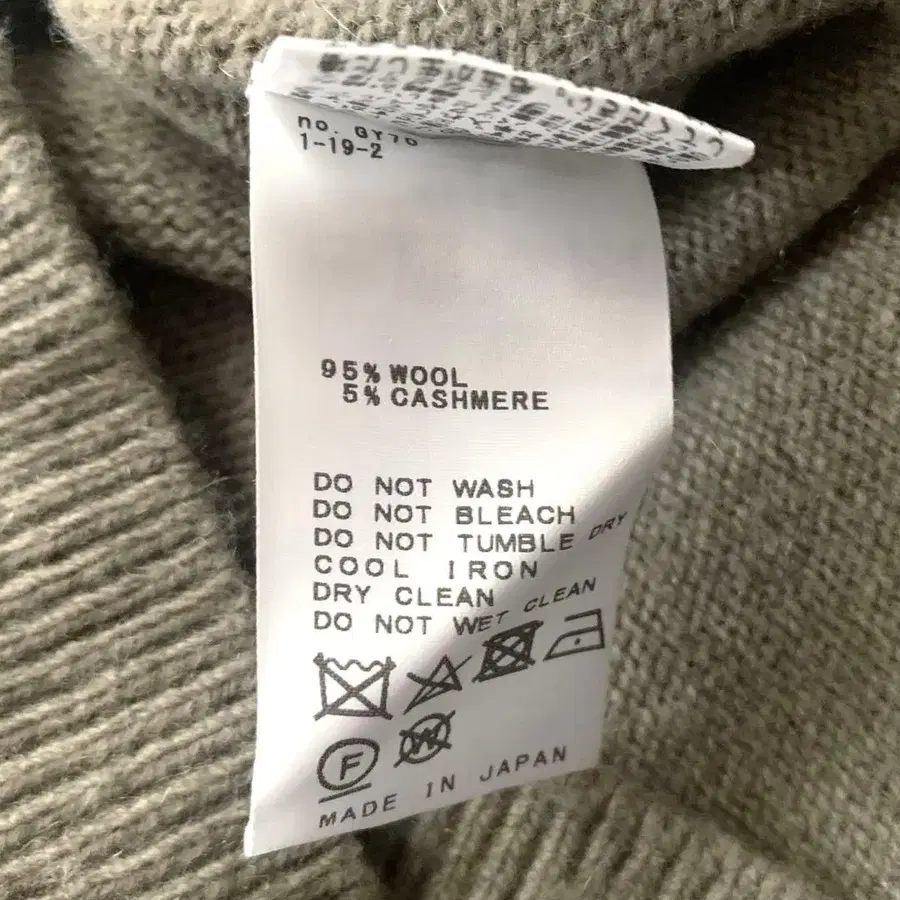 no. GY70
1-19-2
95% WOOL
5% CASHMERE
DO NOT WASH
DO NOT BLEACH
DO NOT TUMBLE DRY
COOL IRON
DRY CLEAN
DO NOT WET CLEAN
F
W
MADE IN JAPAN